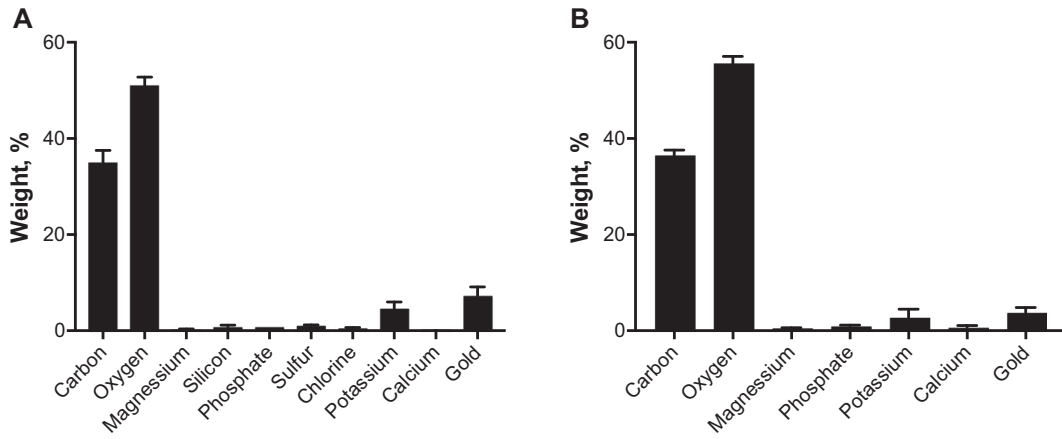 A
Weight, %
60
40
20
0
Carbon
Oxygen
Magnessium
Silicon
Phosphate
Sulfur
Chlorine
Potassium
Calcium
Gold
B
Weight, %
60
40
20
0
Carbon
Oxygen
Magnessium
Phosphate
Potassium
Calcium
Gold